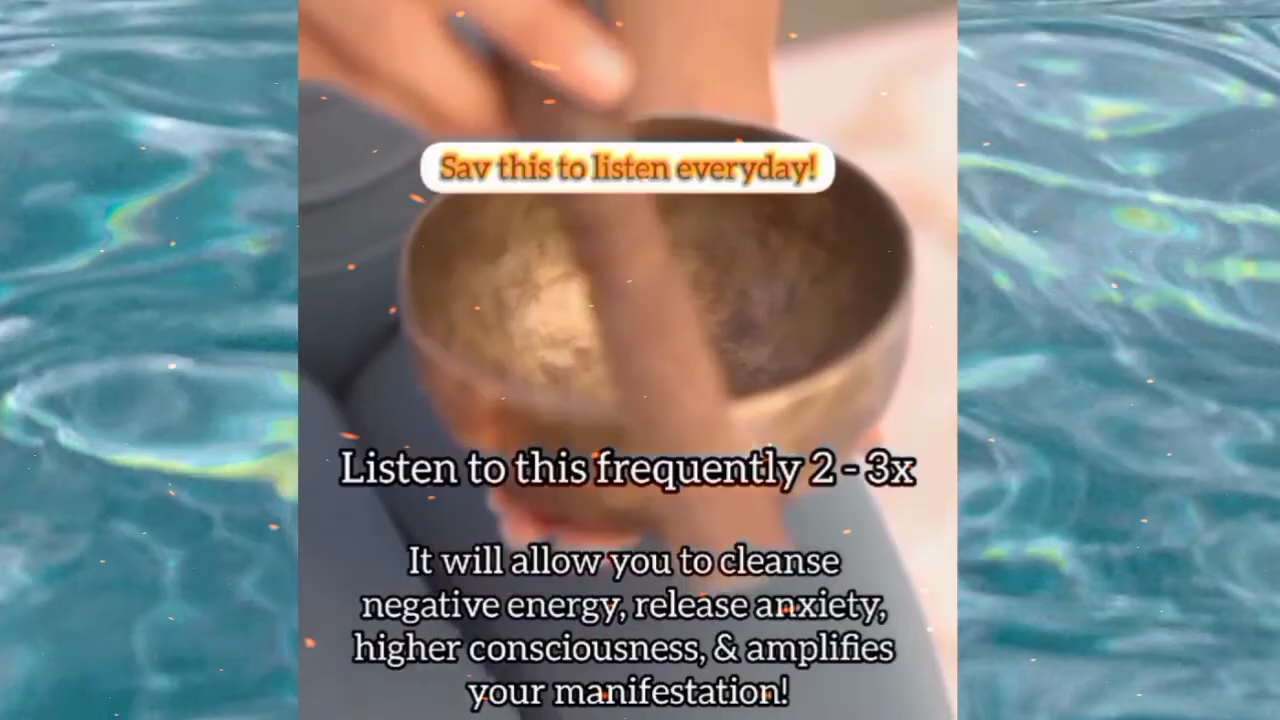 Sav this to listen everyday!
Listen to this frequently 2 - 3x
It will allow you to cleanse
negative energy, release anxiety,
higher consciousness, & amplifies
your manifestation!